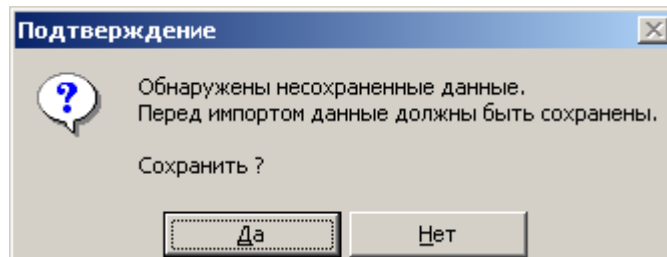 Подтверждение
Обнаружены несохраненные данные.
Перед импортом данные должны быть сохранены.
Сохранить ?
Да
Нет